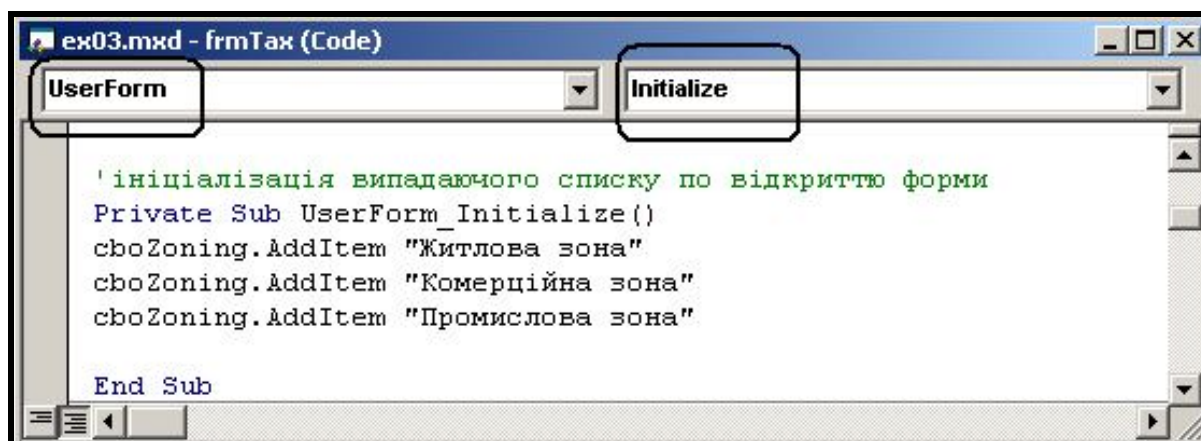 ex03.mxd - frmTax (Code)
UserForm Initialize
'ініціалізація випадаючого списку по відкриттю форми
Private Sub UserForm_Initialize()
cboZoning.AddItem "Житлова зона"
cboZoning.AddItem "Комерційна зона"
cboZoning.AddItem "Промислова зона"
End Sub